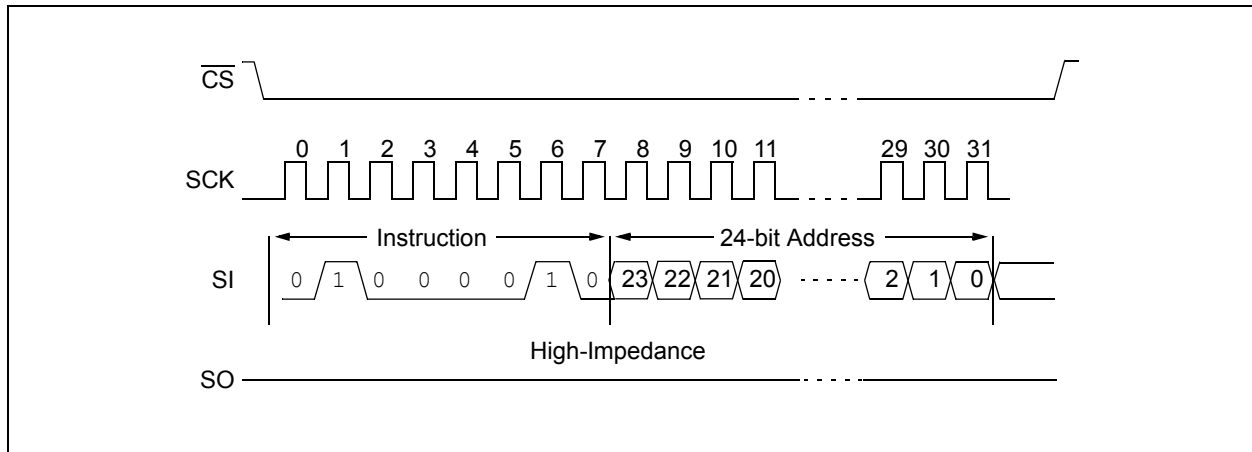 CS
0 1 2 3 4 5 6 7 8 9 10 11 29 30 31
SCK
Instruction 24-bit Address
SI 0 1 0 0 0 0 1 0 23 22 21 20 2 1 0
High-Impedance
SO